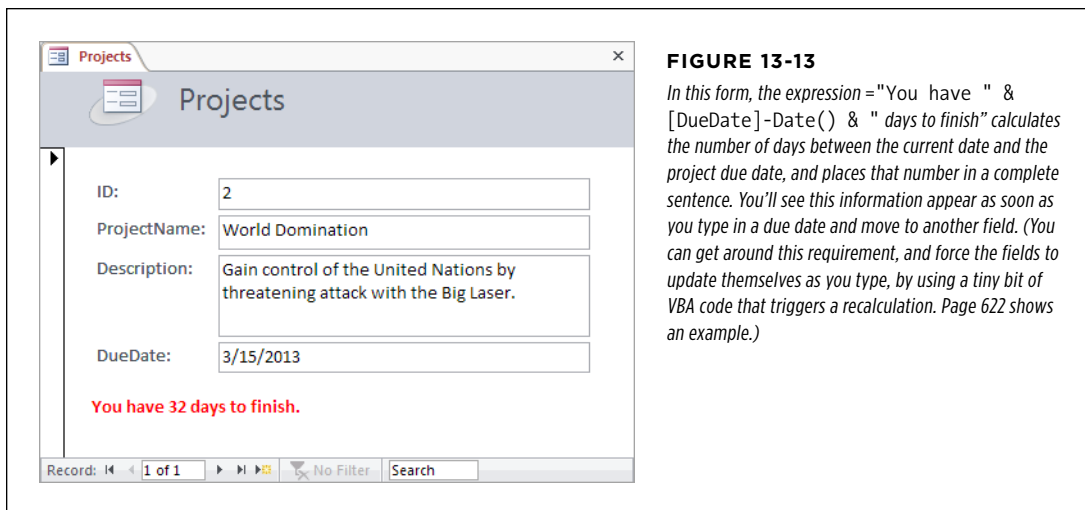 Projects
Projects
ID:
2
ProjectName:
World Domination
Description:
Gain control of the United Nations by
threatening attack with the Big Laser.
DueDate:
3/15/2013
You have 32 days to finish.
Record:
1 of 1
No Filter
Search
FIGURE 13-13
In this form, the expression ="You have " &
[DueDate]-Date() & " days to finish” calculates
the number of days between the current date and the
project due date, and places that number in a complete
sentence. You’ll see this information appear as soon as
you type in a due date and move to another field. (You
can get around this requirement, and force the fields to
update themselves as you type, by using a tiny bit of
VBA code that triggers a recalculation. Page 622 shows
an example.)